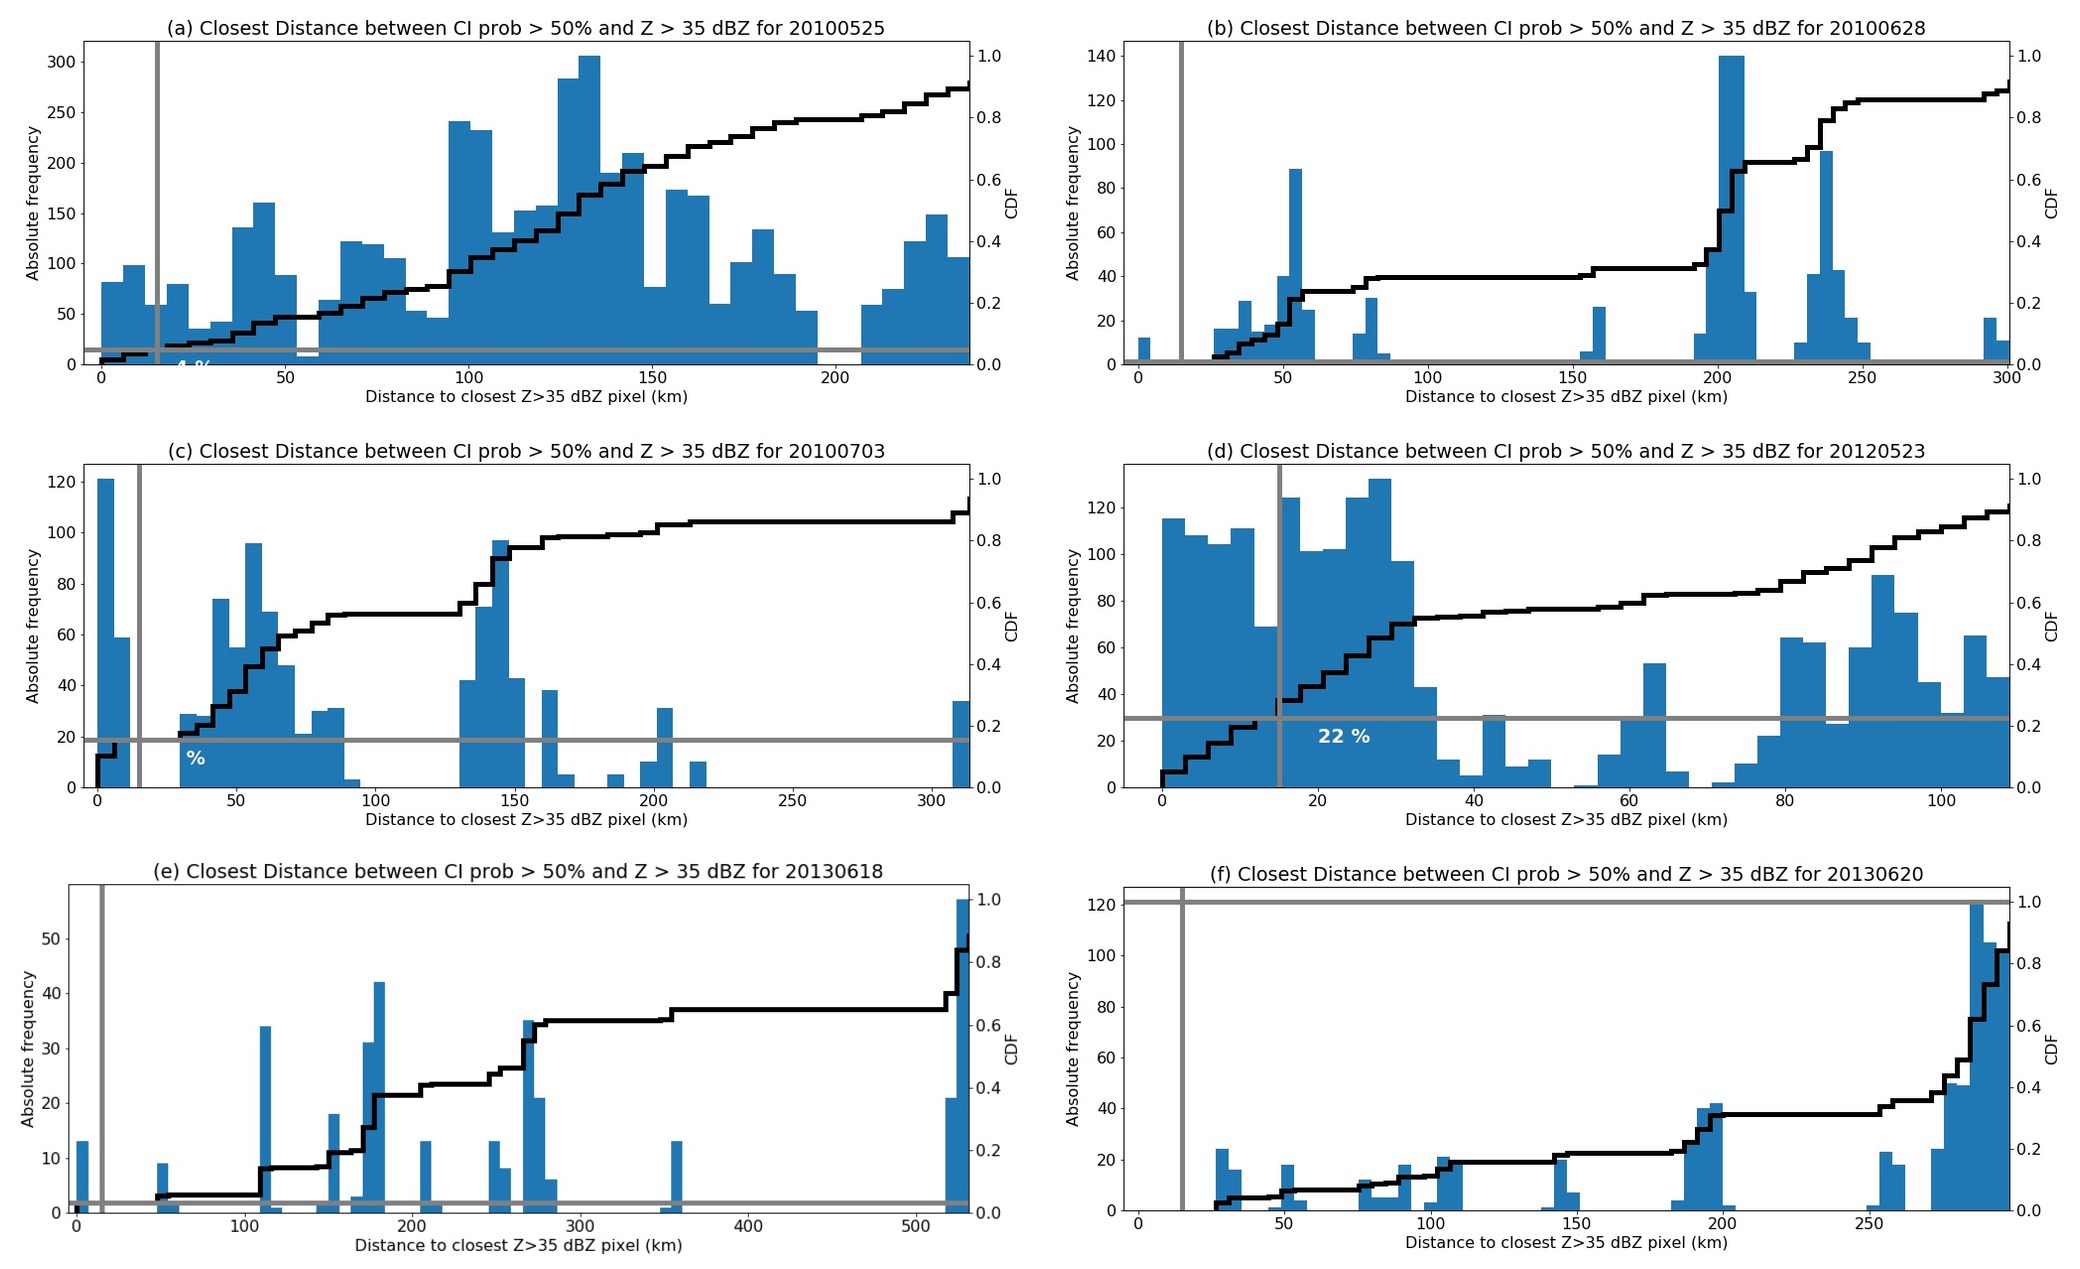 (a) Closest Distance between CI prob > 50% and Z > 35 dBZ for 20100525
300
250
200
150
100
50
0
Absolute frequency
1.0
0.8
0.6
0.4
0.2
0.0
CDF
4 %
0 50 100 150 200
Distance to closest Z>35 dBZ pixel (km)
(b) Closest Distance between CI prob > 50% and Z > 35 dBZ for 20100628
140
120
100
80
60
40
20
0
Absolute frequency
1.0
0.8
0.6
0.4
0.2
0.0
CDF
0 50 100 150 200 250 300
Distance to closest Z>35 dBZ pixel (km)
(c) Closest Distance between CI prob > 50% and Z > 35 dBZ for 20100703
120
100
80
60
40
20
0
Absolute frequency
1.0
0.8
0.6
0.4
0.2
0.0
CDF
%
0 50 100 150 200 250 300
Distance to closest Z>35 dBZ pixel (km)
(d) Closest Distance between CI prob > 50% and Z > 35 dBZ for 20120523
120
100
80
60
40
20
0
Absolute frequency
1.0
0.8
0.6
0.4
0.2
0.0
CDF
22 %
0 20 40 60 80 100
Distance to closest Z>35 dBZ pixel (km)
(e) Closest Distance between CI prob > 50% and Z > 35 dBZ for 20130618
50
40
30
20
10
0
Absolute frequency
1.0
0.8
0.6
0.4
0.2
0.0
CDF
0 100 200 300 400 500
Distance to closest Z>35 dBZ pixel (km)
(f) Closest Distance between CI prob > 50% and Z > 35 dBZ for 20130620
120
100
80
60
40
20
0
Absolute frequency
1.0
0.8
0.6
0.4
0.2
0.0
CDF
0 50 100 150 200 250
Distance to closest Z>35 dBZ pixel (km)